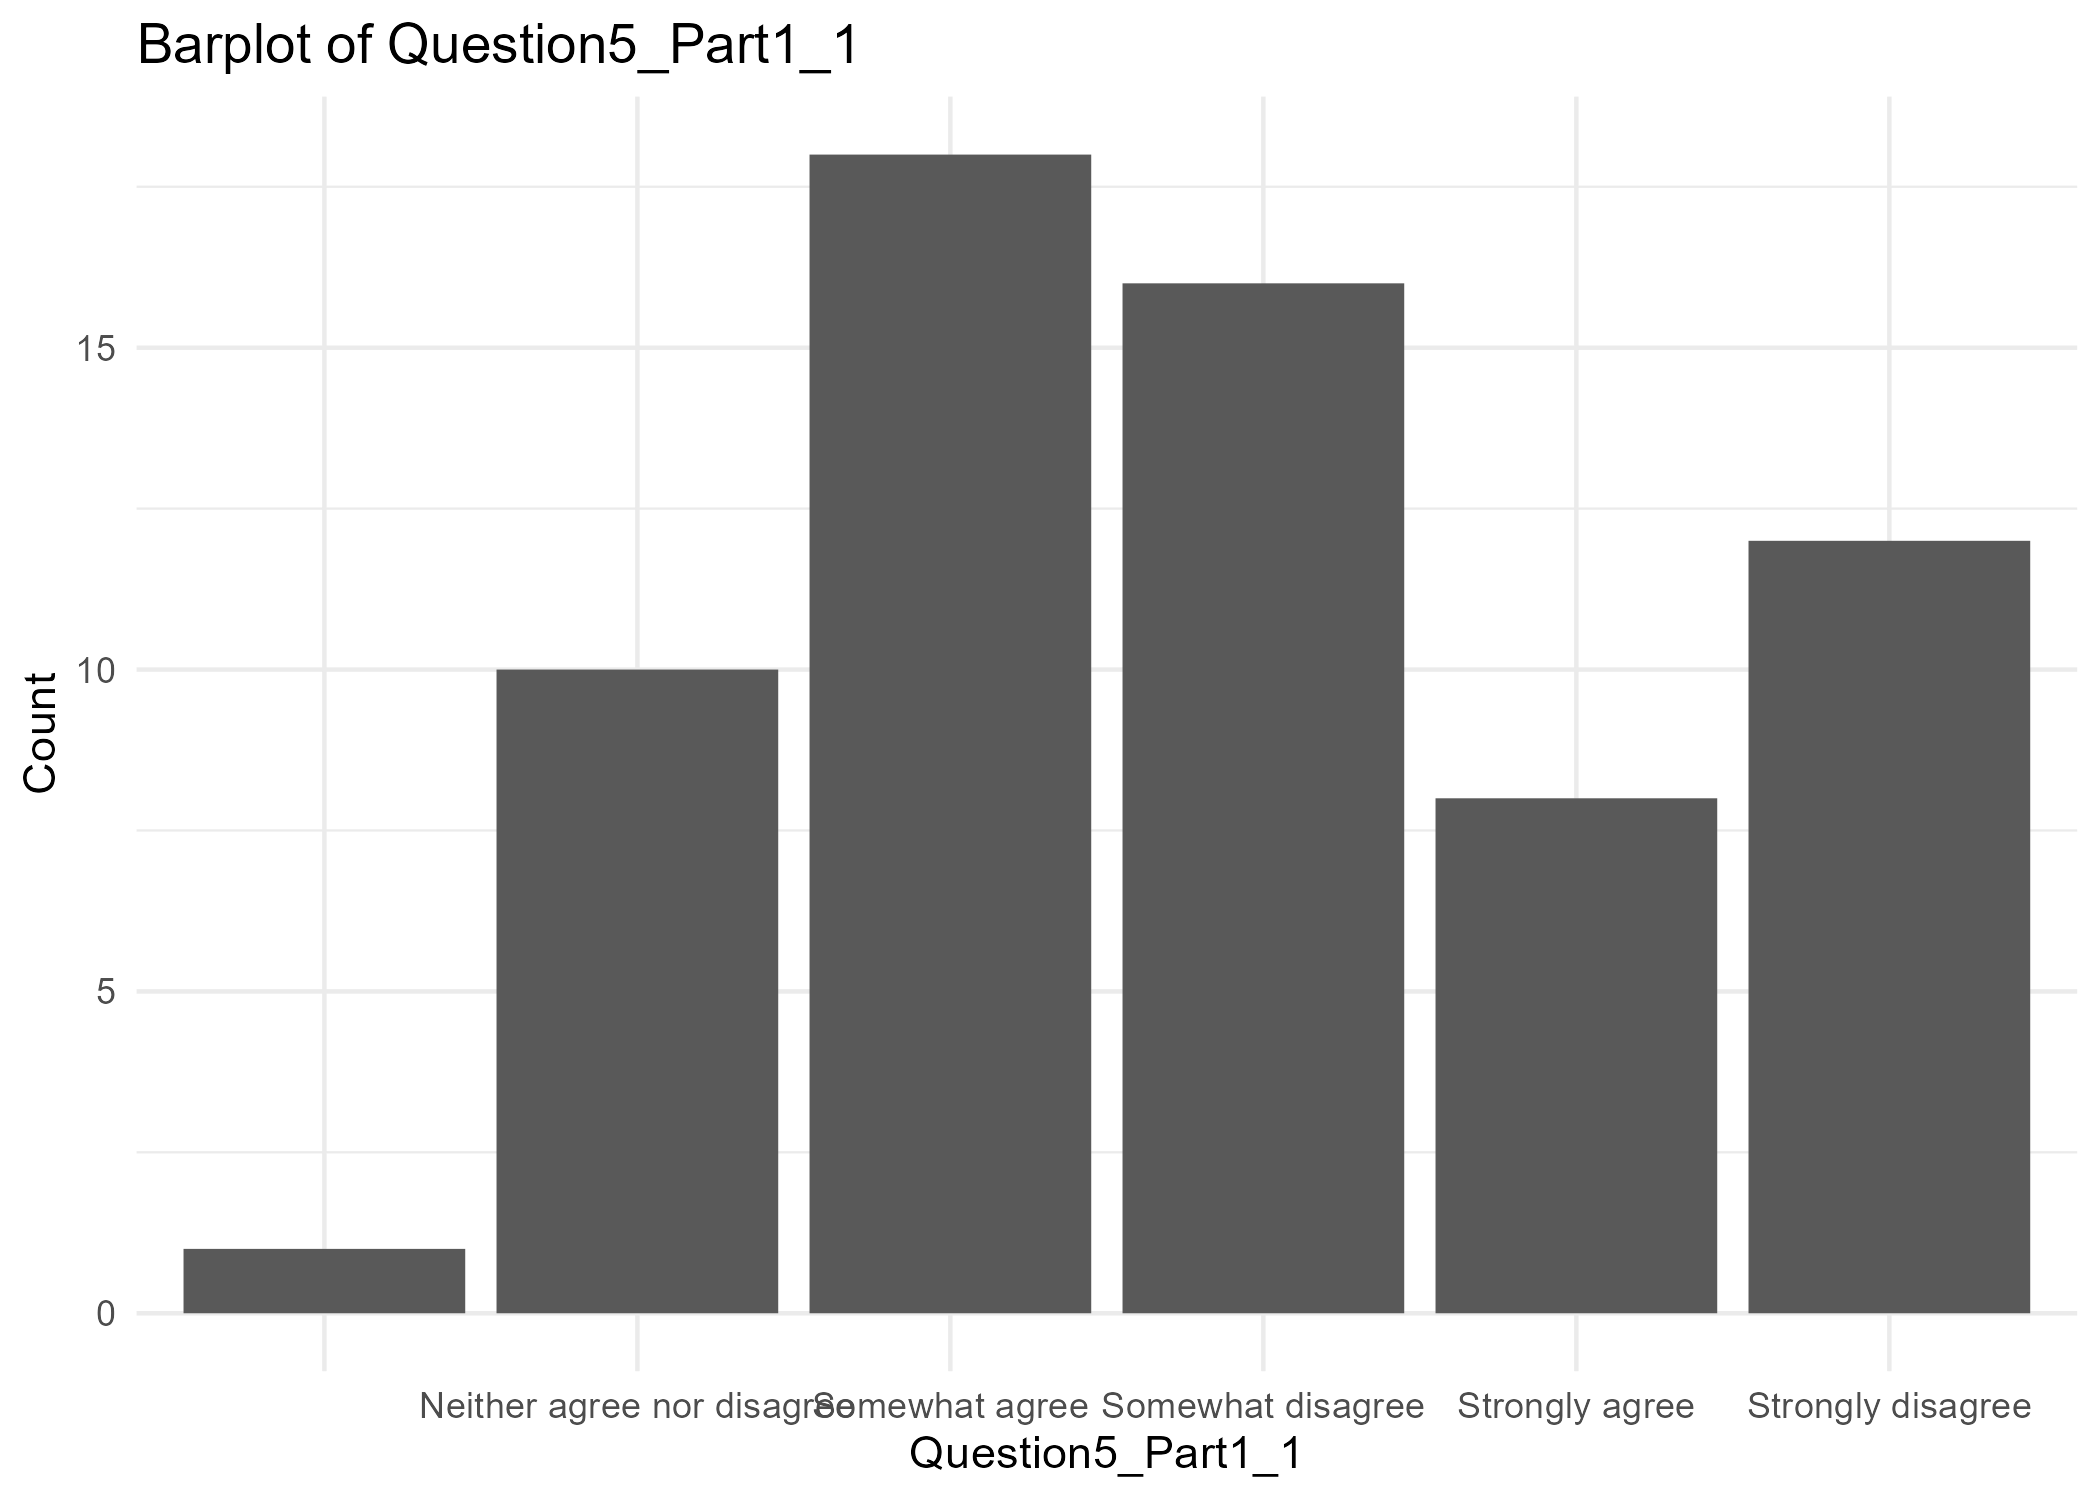 Barplot of Question5_Part1_1
15
10
5
0
Count
Neither agree nor disagree Somewhat agree Somewhat disagree Strongly agree Strongly disagree
Question5_Part1_1